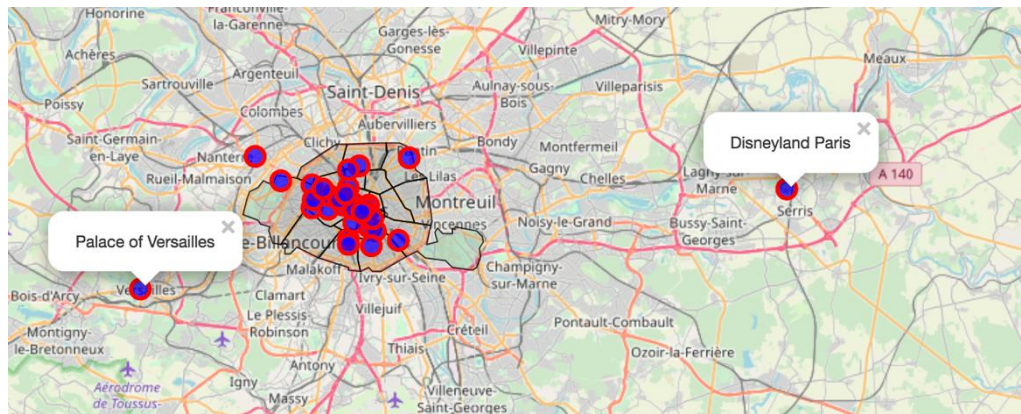 Honorine
Franconville-
la-Garenne-
Garges-lès-
Gonesse
Mitry-Mory
Villepinte
Achères
Meaux
Argenteuil
Sartrouville
Saint-Denis
Aulnay-sous-
Bois
Villeparisis
Poissy
Colombes
Aubervilliers
Saint-Germain-
en-Laye
Clichy
Bondy
Montfermeil
Disneyland Paris
Nanterre
Pantin
Gagny
Rueil-Malmaison
Les Lilas
Chelles
Lagny-sur-
Marne
A 140
Montreuil
Serris
Vincennes
Noisy-le-Grand
Bussy-Saint-
Georges
Palace of Versailles
e-Billancourt
Malakoff
Ivry-sur-Seine
Champigny-
sur-Marne
Bois-d'Arcy
Versailles
Clamart
Villejuif
Le Plessis-
Robinson
Créteil
Pontault-Combault
Montigny-
le-Bretonneux
Thiais
Ozoir-la-Ferrière
Antony
Igny
Aérodrome
de Toussus-
Massy
Villeneuve-
Saint-Georges